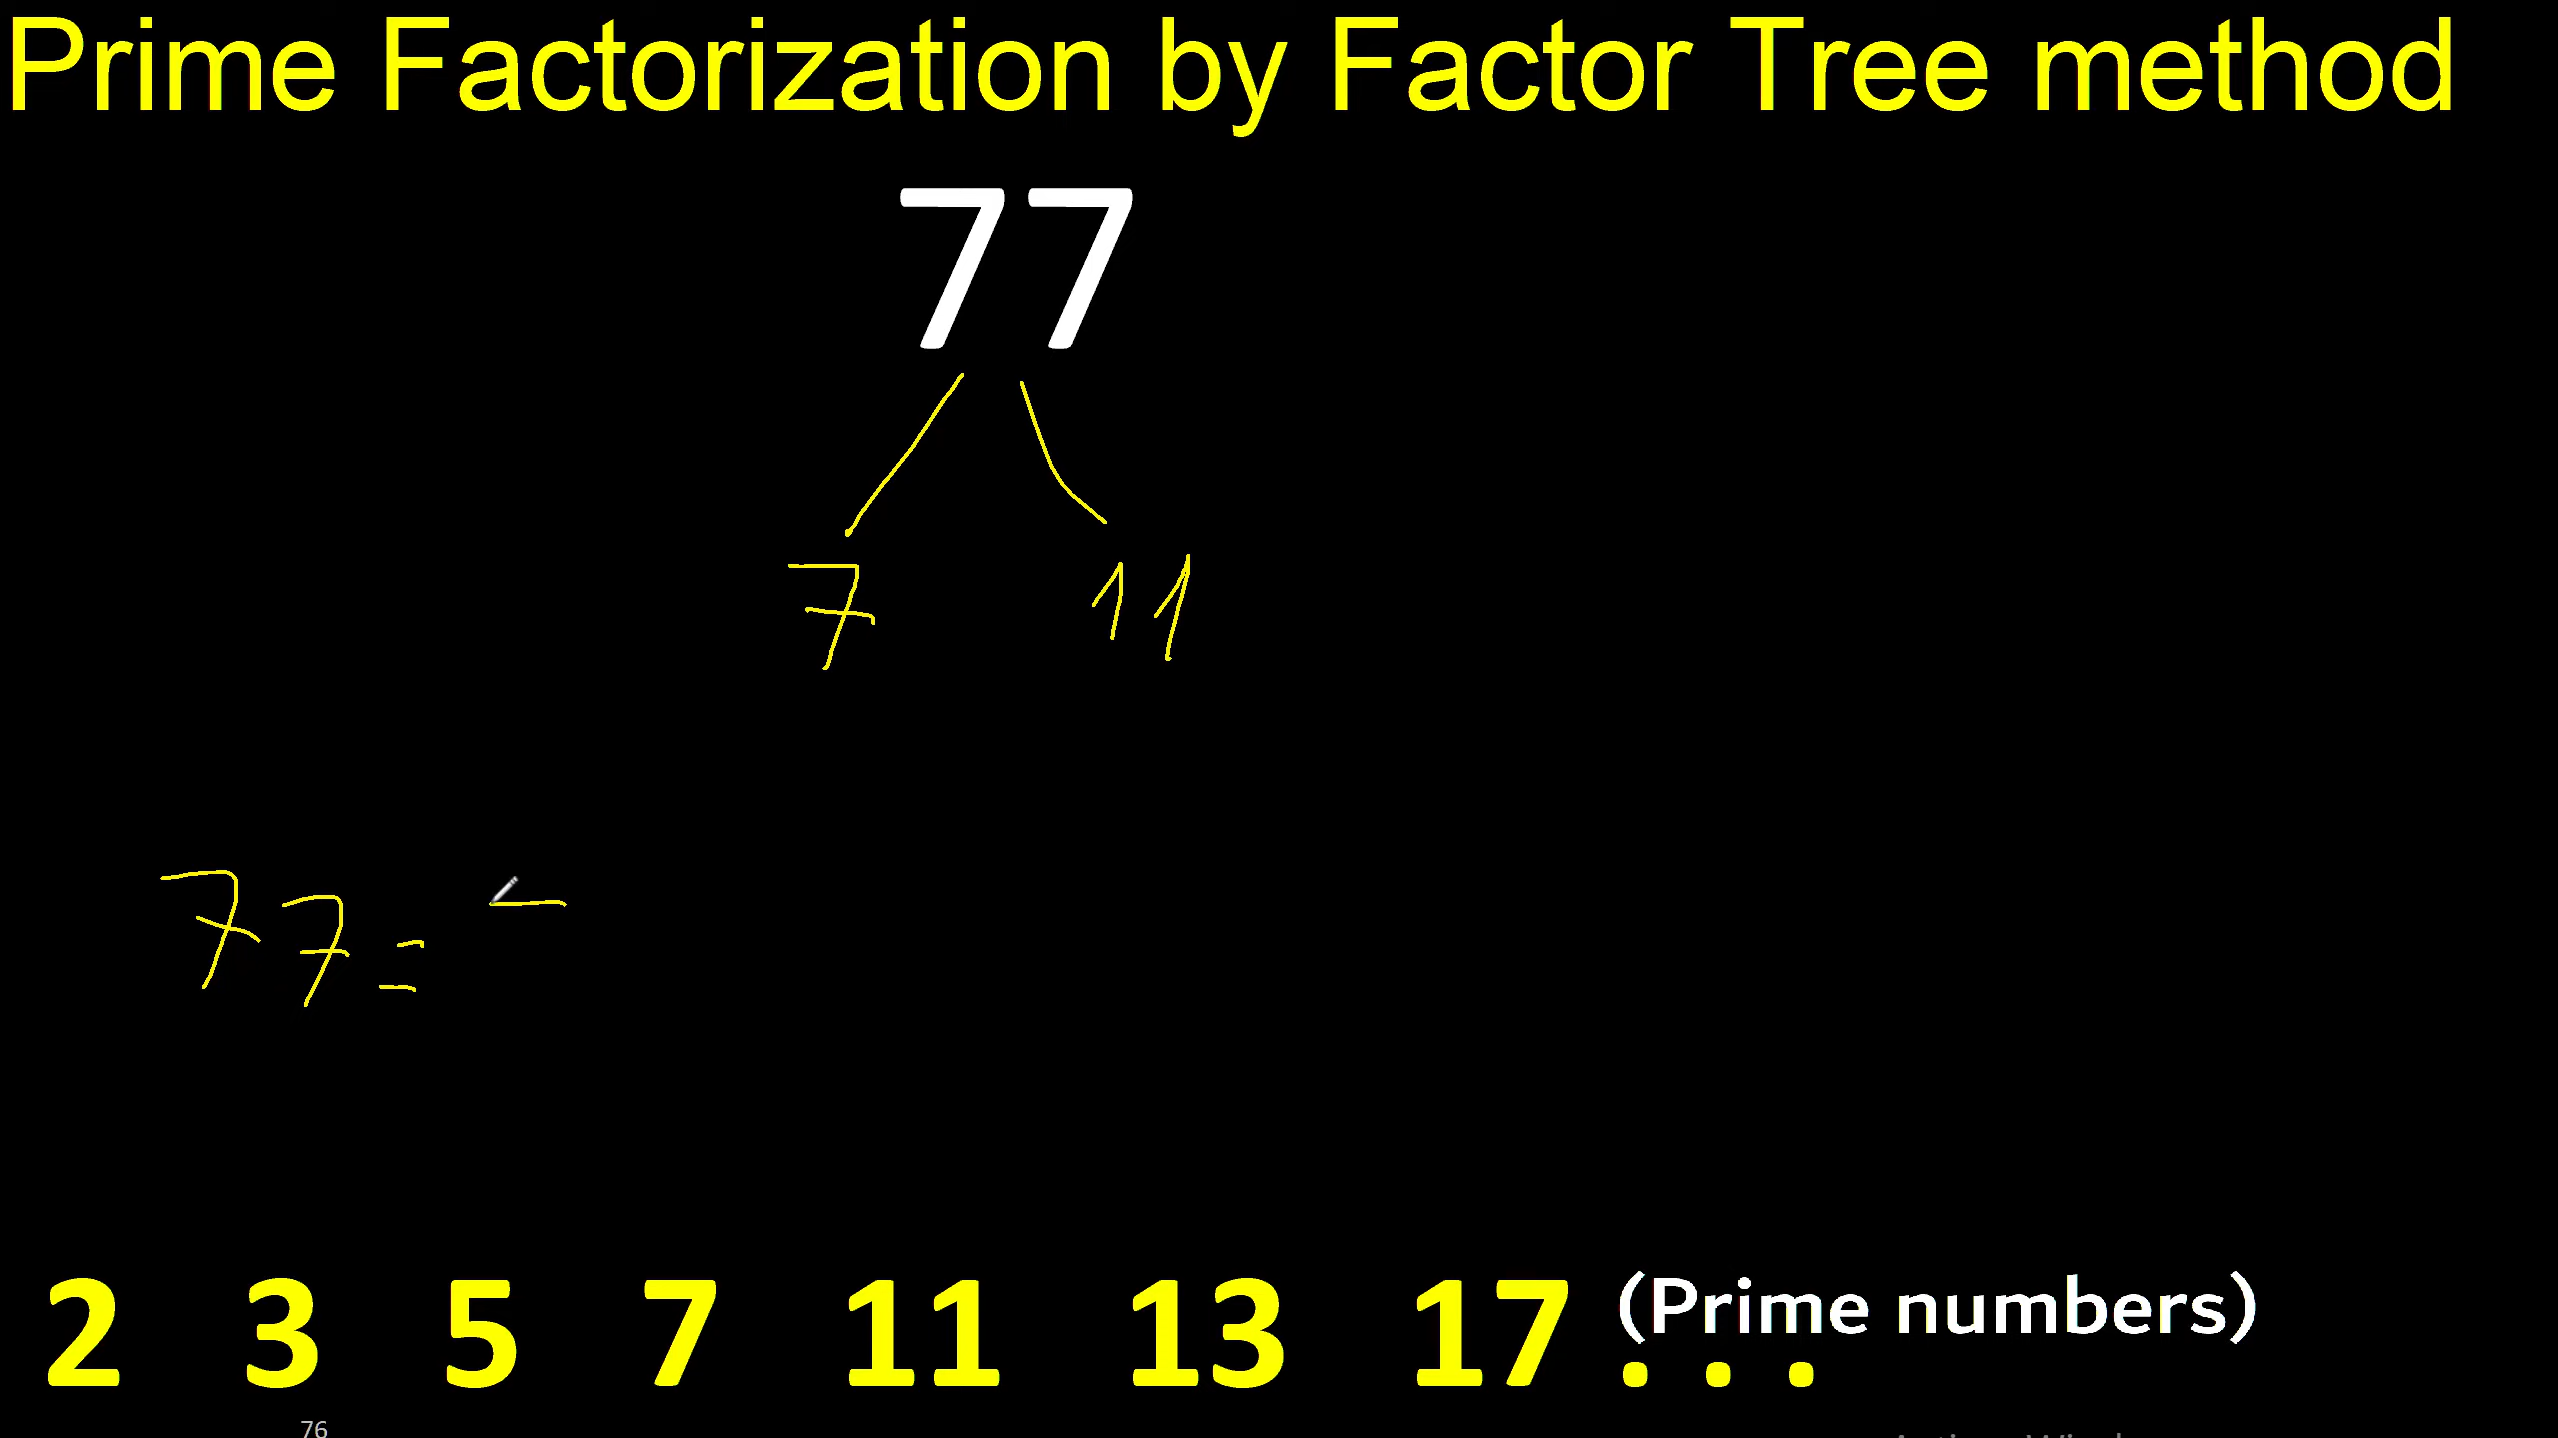 Prime Factorization by Factor Tree method
77
7 11
77=
2 3 5 7 11 13 17 ... (Prime numbers)
76